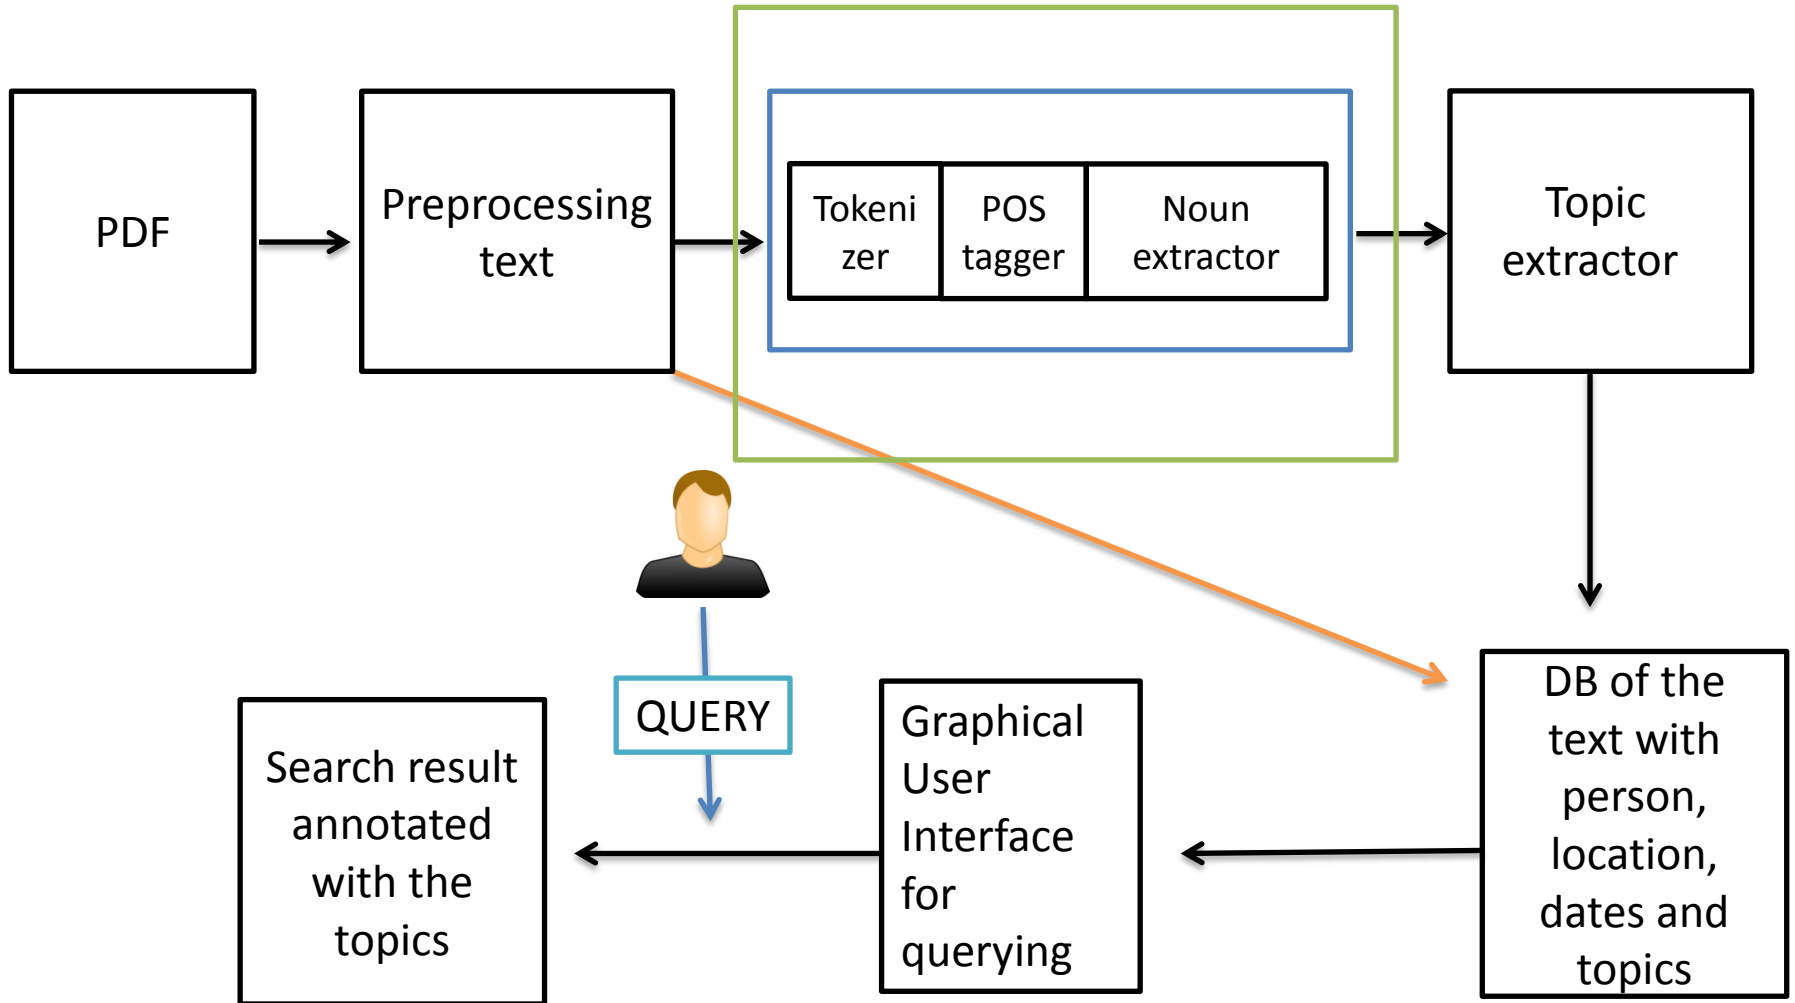 PDF
Preprocessing
text
Tokeni
zer
POS
tagger
Noun
extractor
Topic
extractor
QUERY
Search result
annotated
with the
topics
Graphical
User
Interface
for
querying
DB of the
text with
person,
location,
dates and
topics